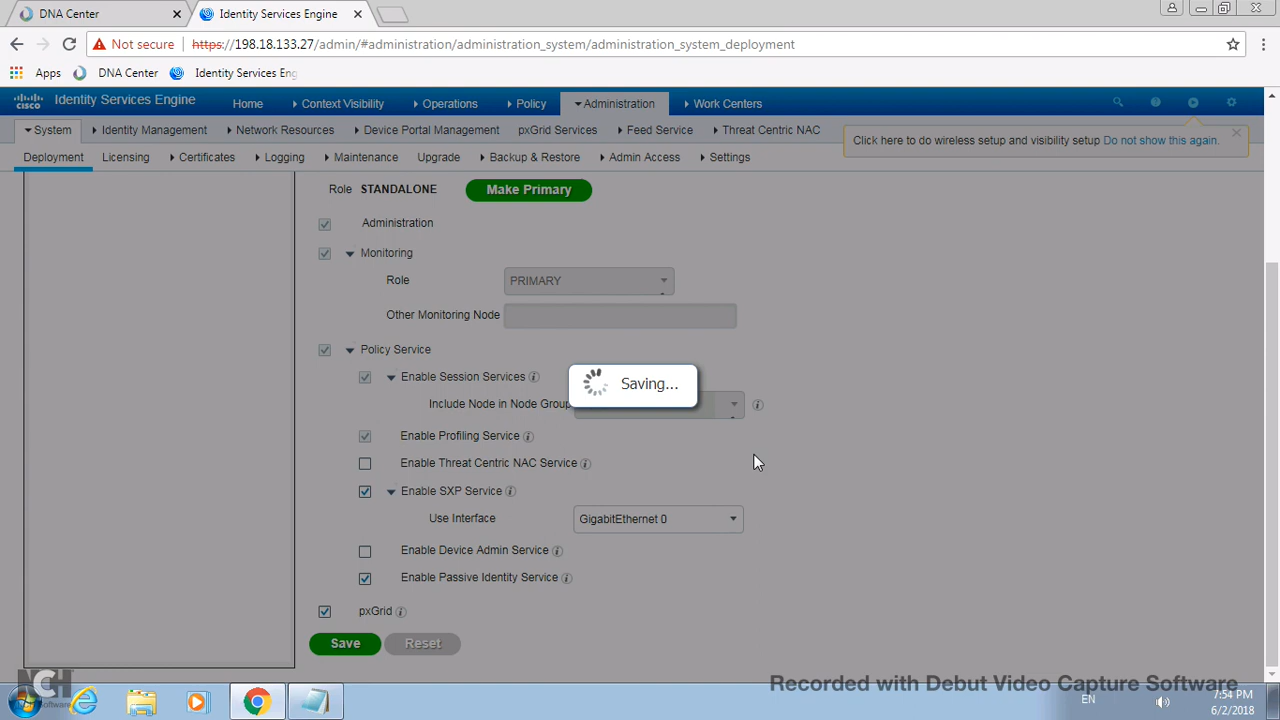 DNA Center
Identity Services Engine
Not secure https://198.18.133.27/admin/#administration/administration_system/administration_system_deployment
Apps DNA Center Identity Services Eng
CISCO Identity Services Engine Home Context Visibility Operations Policy Administration Work Centers
System Identity Management Network Resources Device Portal Management pxGrid Services Feed Service Threat Centric NAC
Click here to do wireless setup and visibility setup Do not show this again.
Deployment Licensing Certificates Logging Maintenance Upgrade Backup & Restore Admin Access Settings
Role STANDALONE Make Primary
Administration
Monitoring
Role PRIMARY
Other Monitoring Node
Policy Service
Enable Session Services
Saving...
Include Node in Node Group
Enable Profiling Service
Enable Threat Centric NAC Service
Enable SXP Service
Use Interface GigabitEthernet 0
Enable Device Admin Service
Enable Passive Identity Service
pxGrid
Save Reset
NCH Software
Recorded with Debut Video Capture Software
EN
7:54 PM
6/2/2018